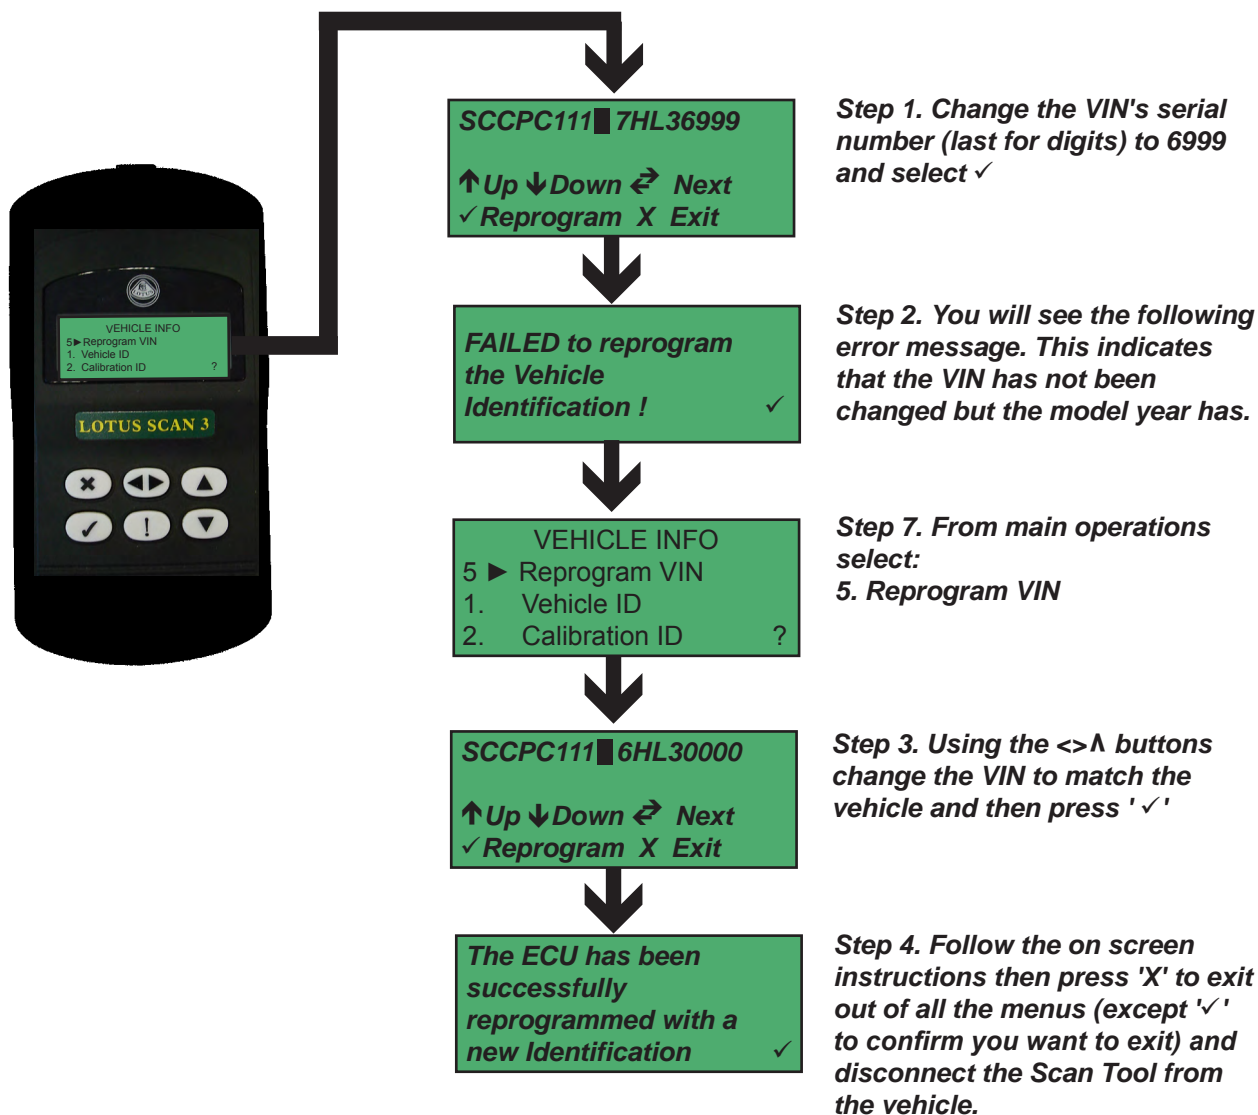 SCCPC111 7HL36999
↑Up ↓Down ⇄ Next
✓Reprogram X Exit
Step 1. Change the VIN's serial
number (last for digits) to 6999
and select ✓
LOTUS
VEHICLE INFO
5►Reprogram VIN
1. Vehicle ID
2. Calibration ID ?
LOTUS SCAN 3
FAILED to reprogram
the Vehicle
Identification ! ✓
Step 2. You will see the following
error message. This indicates
that the VIN has not been
changed but the model year has.
VEHICLE INFO
5 ► Reprogram VIN
1. Vehicle ID
2. Calibration ID ?
Step 7. From main operations
select:
5. Reprogram VIN
SCCPC111 6HL30000
↑Up ↓Down ⇄ Next
✓Reprogram X Exit
Step 3. Using the <>Λ buttons
change the VIN to match the
vehicle and then press '✓'
The ECU has been
successfully
reprogrammed with a
new Identification ✓
Step 4. Follow the on screen
instructions then press 'X' to exit
out of all the menus (except '✓'
to confirm you want to exit) and
disconnect the Scan Tool from
the vehicle.